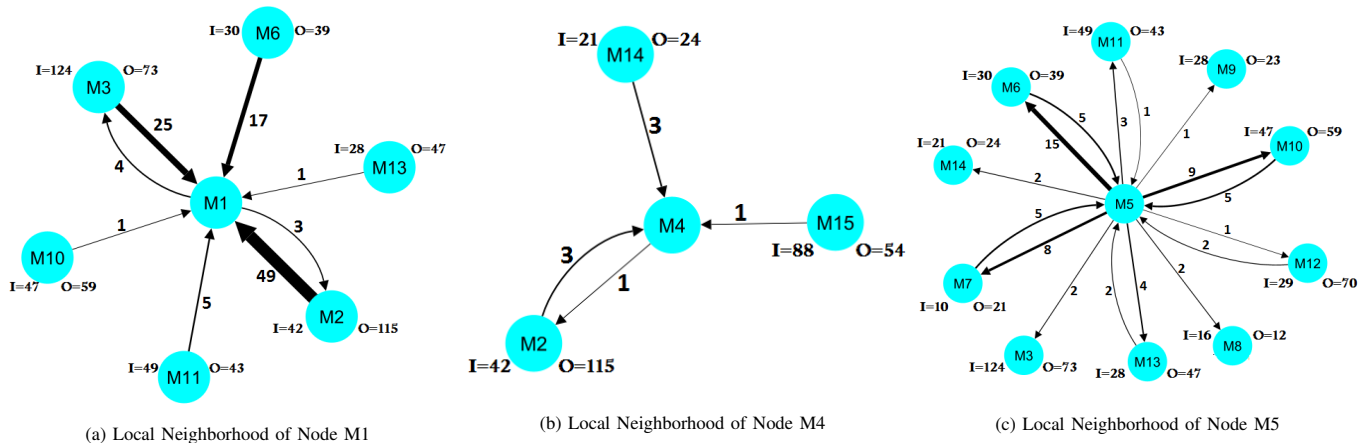 I=30 M6 O=39
I=124 M3 O=73
25
17
4
I=28 M13 O=47
1
M1
1
3
M10
I=47 O=59
49
5
I=42 M2 O=115
I=49 M11 O=43
(a) Local Neighborhood of Node M1
I=21 M14 O=24
3
M4
1
M15
I=88 O=54
3
1
M2
I=42 O=115
(b) Local Neighborhood of Node M4
I=49 M11 O=43
I=28 M9 O=23
I=30 M6 O=39
5
1
15
3
1
I=47 M10 O=59
I=21 O=24
M14
2
9
5
M5
5
1
2
8
M12
I=29 O=70
M7
I=10 O=21
2
2
4
2
I=16 M8 O=12
M3
I=124 O=73
M13
I=28 O=47
(c) Local Neighborhood of Node M5